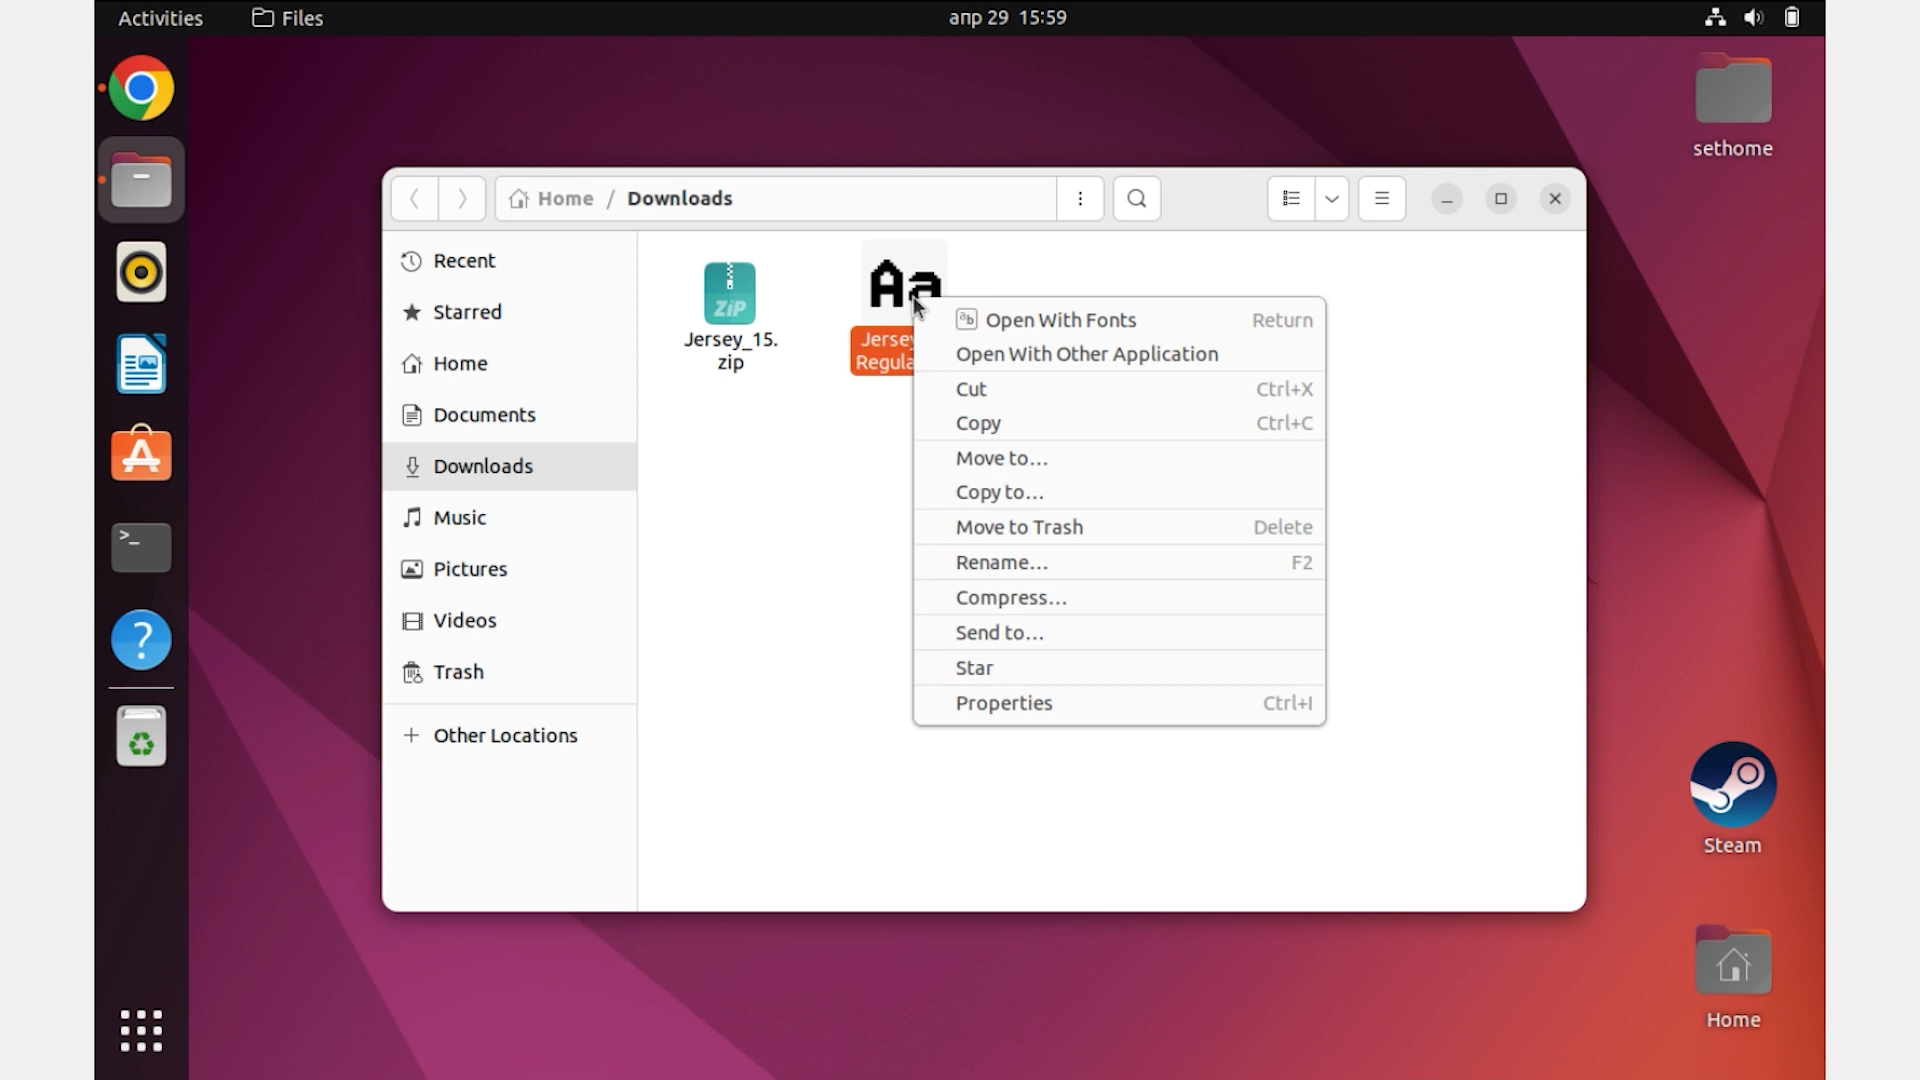 Activities
Files
апр 29 15:59
sethome
Home / Downloads
Recent
Starred
Home
Documents
Downloads
Music
Pictures
Videos
Trash
Other Locations
ZiP
Jersey_15.
zip
Aa
Jersey
Regula
Open With Fonts Return
Open With Other Application
Cut Ctrl+X
Copy Ctrl+C
Move to...
Copy to...
Move to Trash Delete
Rename... F2
Compress...
Send to...
Star
Properties Ctrl+I
Steam
Home